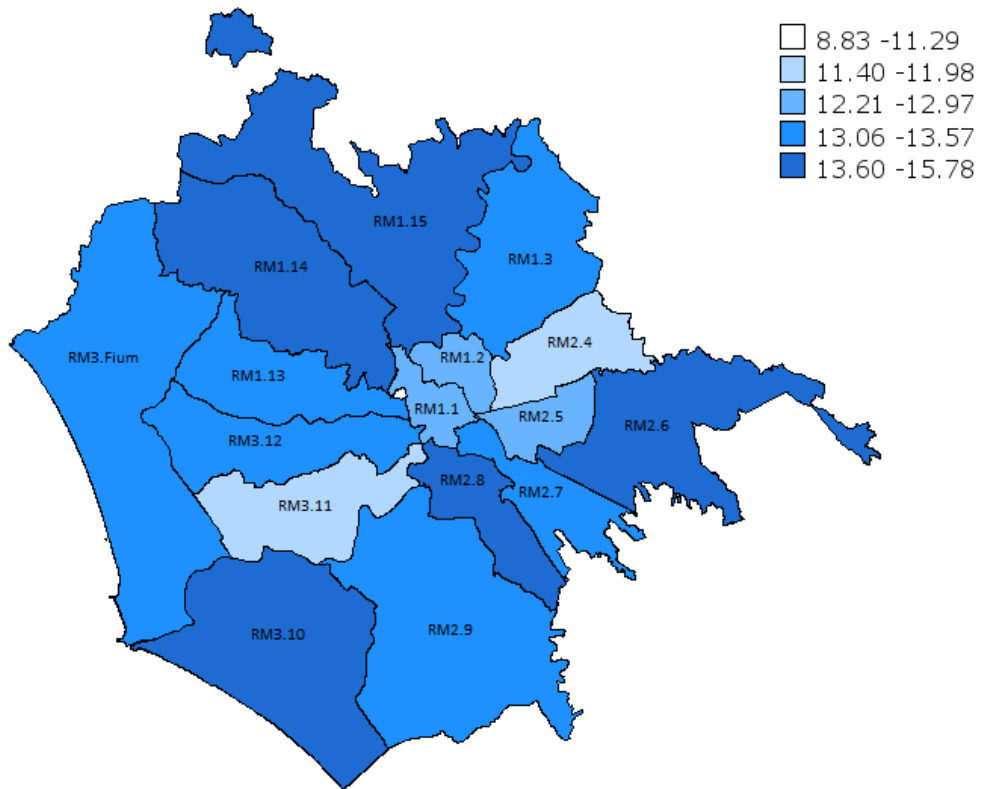 8.83 -11.29
11.40 -11.98
12.21 -12.97
13.06 -13.57
13.60 -15.78
RM1.15
RM1.3
RM1.14
RM2.4
RM3.Fium
RM1.2
RM1.13
RM1.1
RM2.5
RM2.6
RM3.12
RM2.8
RM2.7
RM3.11
RM3.10
RM2.9